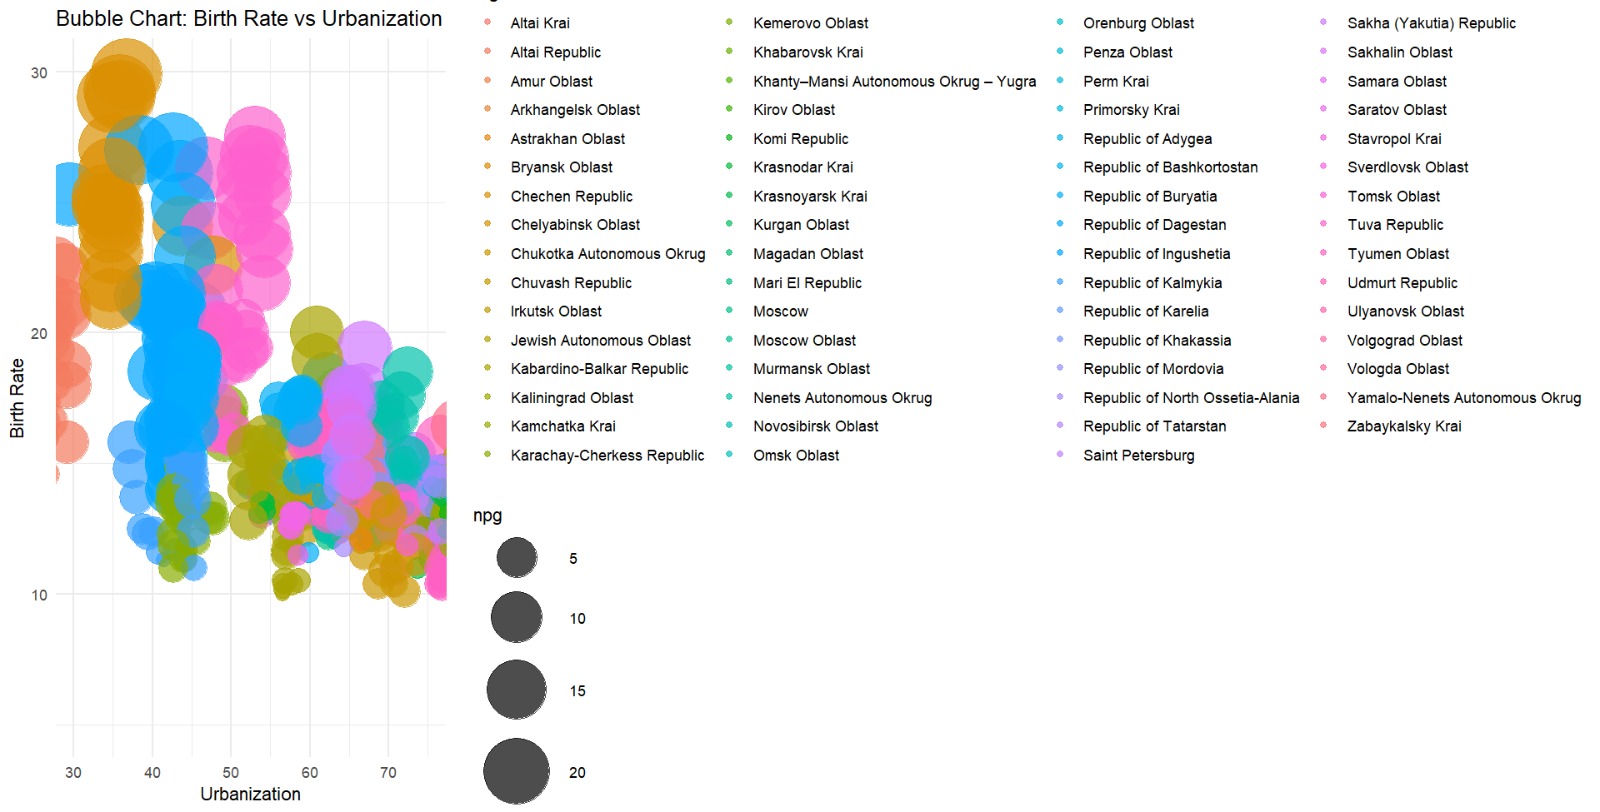 Bubble Chart: Birth Rate vs Urbanization
30
20
10
Birth Rate
30 40 50 60 70
Urbanization
Altai Krai
Altai Republic
Amur Oblast
Arkhangelsk Oblast
Astrakhan Oblast
Bryansk Oblast
Chechen Republic
Chelyabinsk Oblast
Chukotka Autonomous Okrug
Chuvash Republic
Irkutsk Oblast
Jewish Autonomous Oblast
Kabardino-Balkar Republic
Kaliningrad Oblast
Kamchatka Krai
Karachay-Cherkess Republic
Kemerovo Oblast
Khabarovsk Krai
Khanty–Mansi Autonomous Okrug – Yugra
Kirov Oblast
Komi Republic
Krasnodar Krai
Krasnoyarsk Krai
Kurgan Oblast
Magadan Oblast
Mari El Republic
Moscow
Moscow Oblast
Murmansk Oblast
Nenets Autonomous Okrug
Novosibirsk Oblast
Omsk Oblast
Orenburg Oblast
Penza Oblast
Perm Krai
Primorsky Krai
Republic of Adygea
Republic of Bashkortostan
Republic of Buryatia
Republic of Dagestan
Republic of Ingushetia
Republic of Kalmykia
Republic of Karelia
Republic of Khakassia
Republic of Mordovia
Republic of North Ossetia-Alania
Republic of Tatarstan
Saint Petersburg
Sakha (Yakutia) Republic
Sakhalin Oblast
Samara Oblast
Saratov Oblast
Stavropol Krai
Sverdlovsk Oblast
Tomsk Oblast
Tuva Republic
Tyumen Oblast
Udmurt Republic
Ulyanovsk Oblast
Volgograd Oblast
Vologda Oblast
Yamalo-Nenets Autonomous Okrug
Zabaykalsky Krai
npg
5
10
15
20